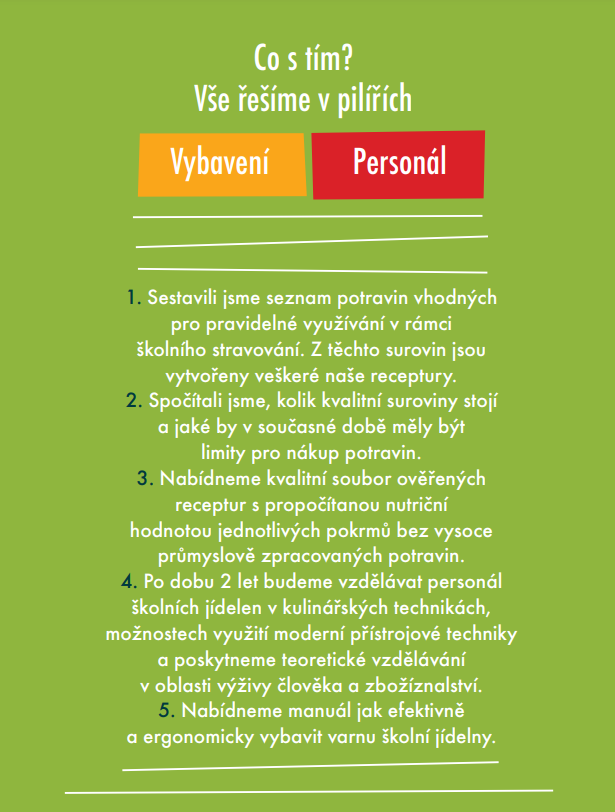 Co s tím?
Vše řešíme v pilířích
Vybavení
Personál
1. Sestavili jsme seznam potravin vhodných
pro pravidelné využívání v rámci
školního stravování. Z těchto surovin jsou
vytvořeny veškeré naše receptury.
2. Spočítali jsme, kolik kvalitní suroviny stojí
a jaké by v současné době měly být
limity pro nákup potravin.
3. Nabídneme kvalitní soubor ověřených
receptur s propočítanou nutriční
hodnotou jednotlivých pokrmů bez vysoce
průmyslově zpracovaných potravin.
4. Po dobu 2 let budeme vzdělávat personál
školních jídelen v kulinářských technikách,
možnostech využití moderní přístrojové techniky
a poskytneme teoretické vzdělávání
v oblasti výživy člověka a zbožíznalství.
5. Nabídneme manuál jak efektivně
a ergonomicky vybavit varnu školní jídelny.